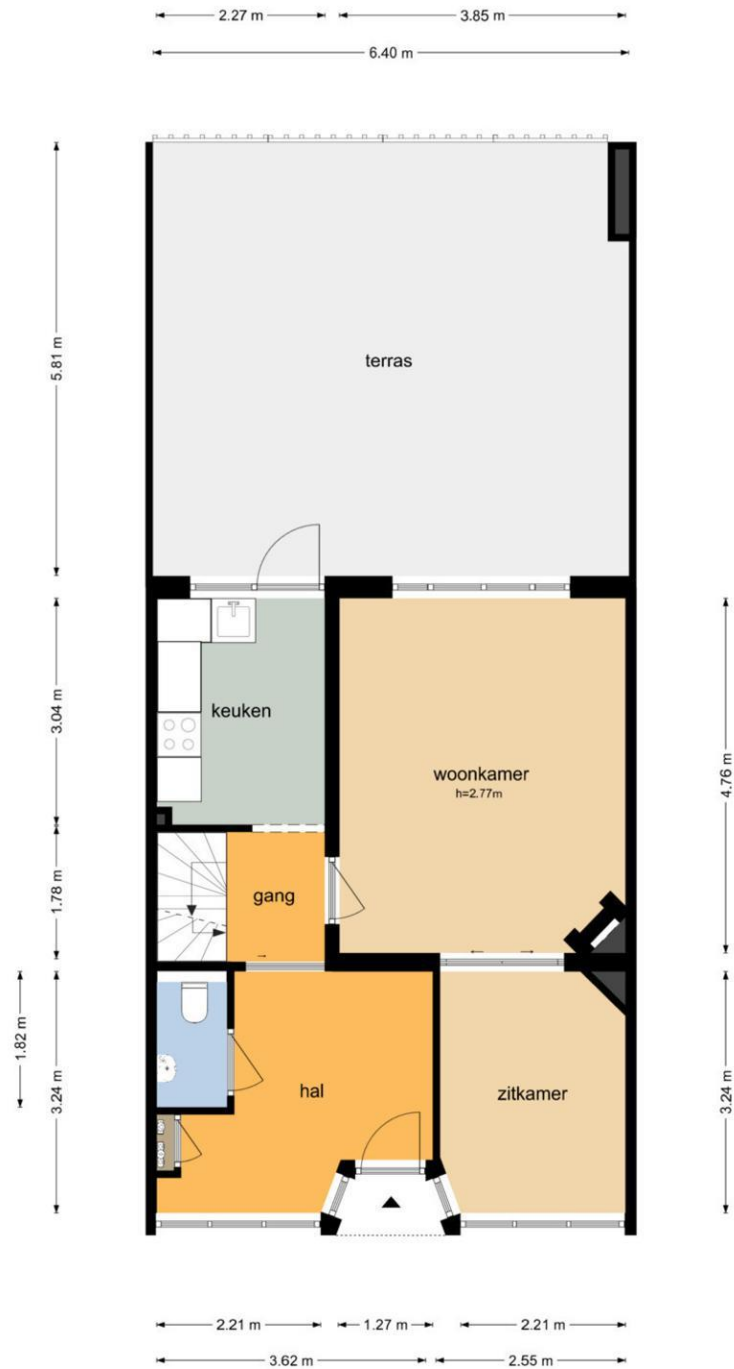 2.27 m 3.85 m
6.40 m
5.81 m
terras
3.04 m
keuken
woonkamer
h=2.77m
4.76 m
1.78 m
gang
1.82 m
3.24 m
hal
zitkamer
3.24 m
2.21 m 1.27 m 2.21 m
3.62 m 2.55 m